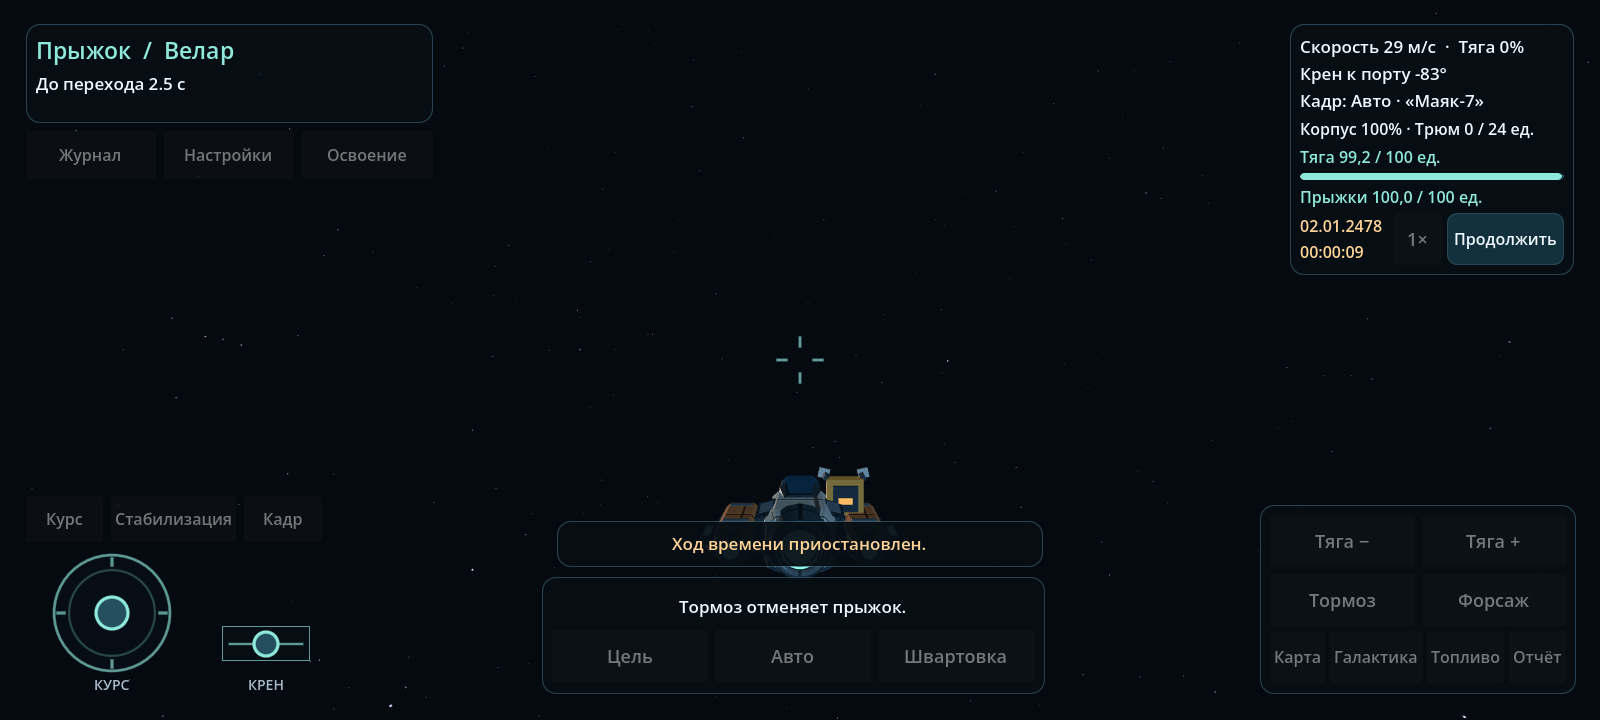 Прыжок / Велар
До перехода 2.5 с
Журнал
Настройки
Освоение
Скорость 29 м/с · Тяга 0%
Крен к порту -83°
Кадр: Авто · «Маяк-7»
Корпус 100% · Трюм 0 / 24 ед.
Тяга 99,2 / 100 ед.
Прыжки 100,0 / 100 ед.
02.01.2478
00:00:09
1×
Продолжить
Курс
Стабилизация
Кадр
КУРС
КРЕН
Ход времени приостановлен.
Тормоз отменяет прыжок.
Цель
Авто
Швартовка
Тяга −
Тяга +
Тормоз
Форсаж
Карта
Галактика
Топливо
Отчёт